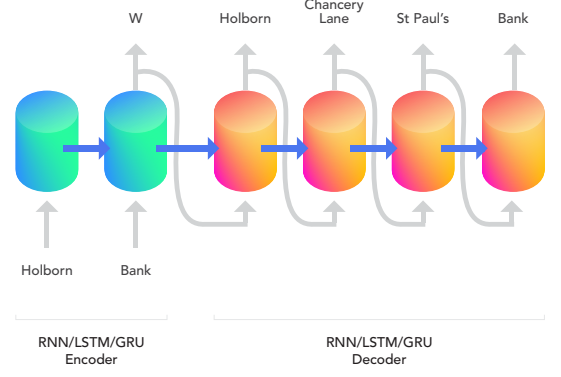 W
Holborn
Chancery
Lane
St Paul's
Bank
Holborn
Bank
RNN/LSTM/GRU
Encoder
RNN/LSTM/GRU
Decoder